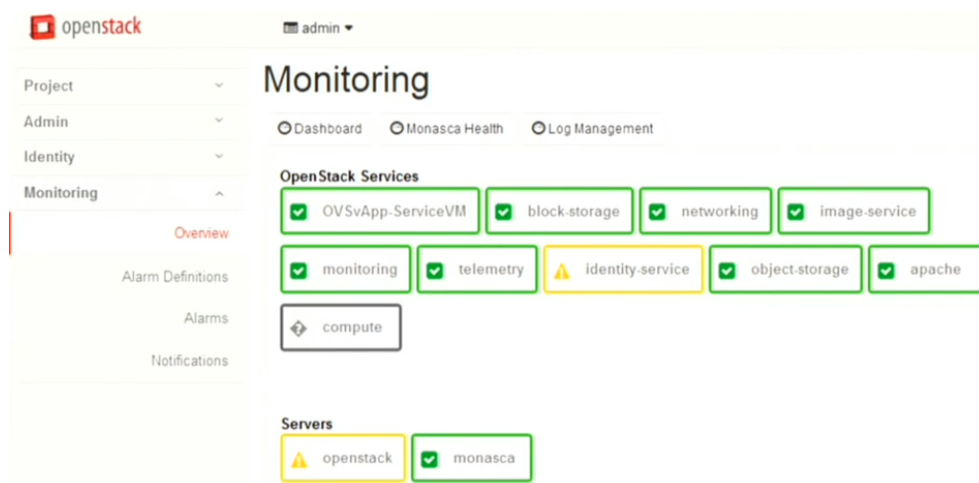 openstack
admin
Project
Admin
Identity
Monitoring
Overview
Alarm Definitions
Alarms
Notifications
Monitoring
Dashboard Monasca Health Log Management
OpenStack Services
OVSvApp-ServiceVM block-storage networking image-service
monitoring telemetry identity-service object-storage apache
compute
Servers
openstack monasca